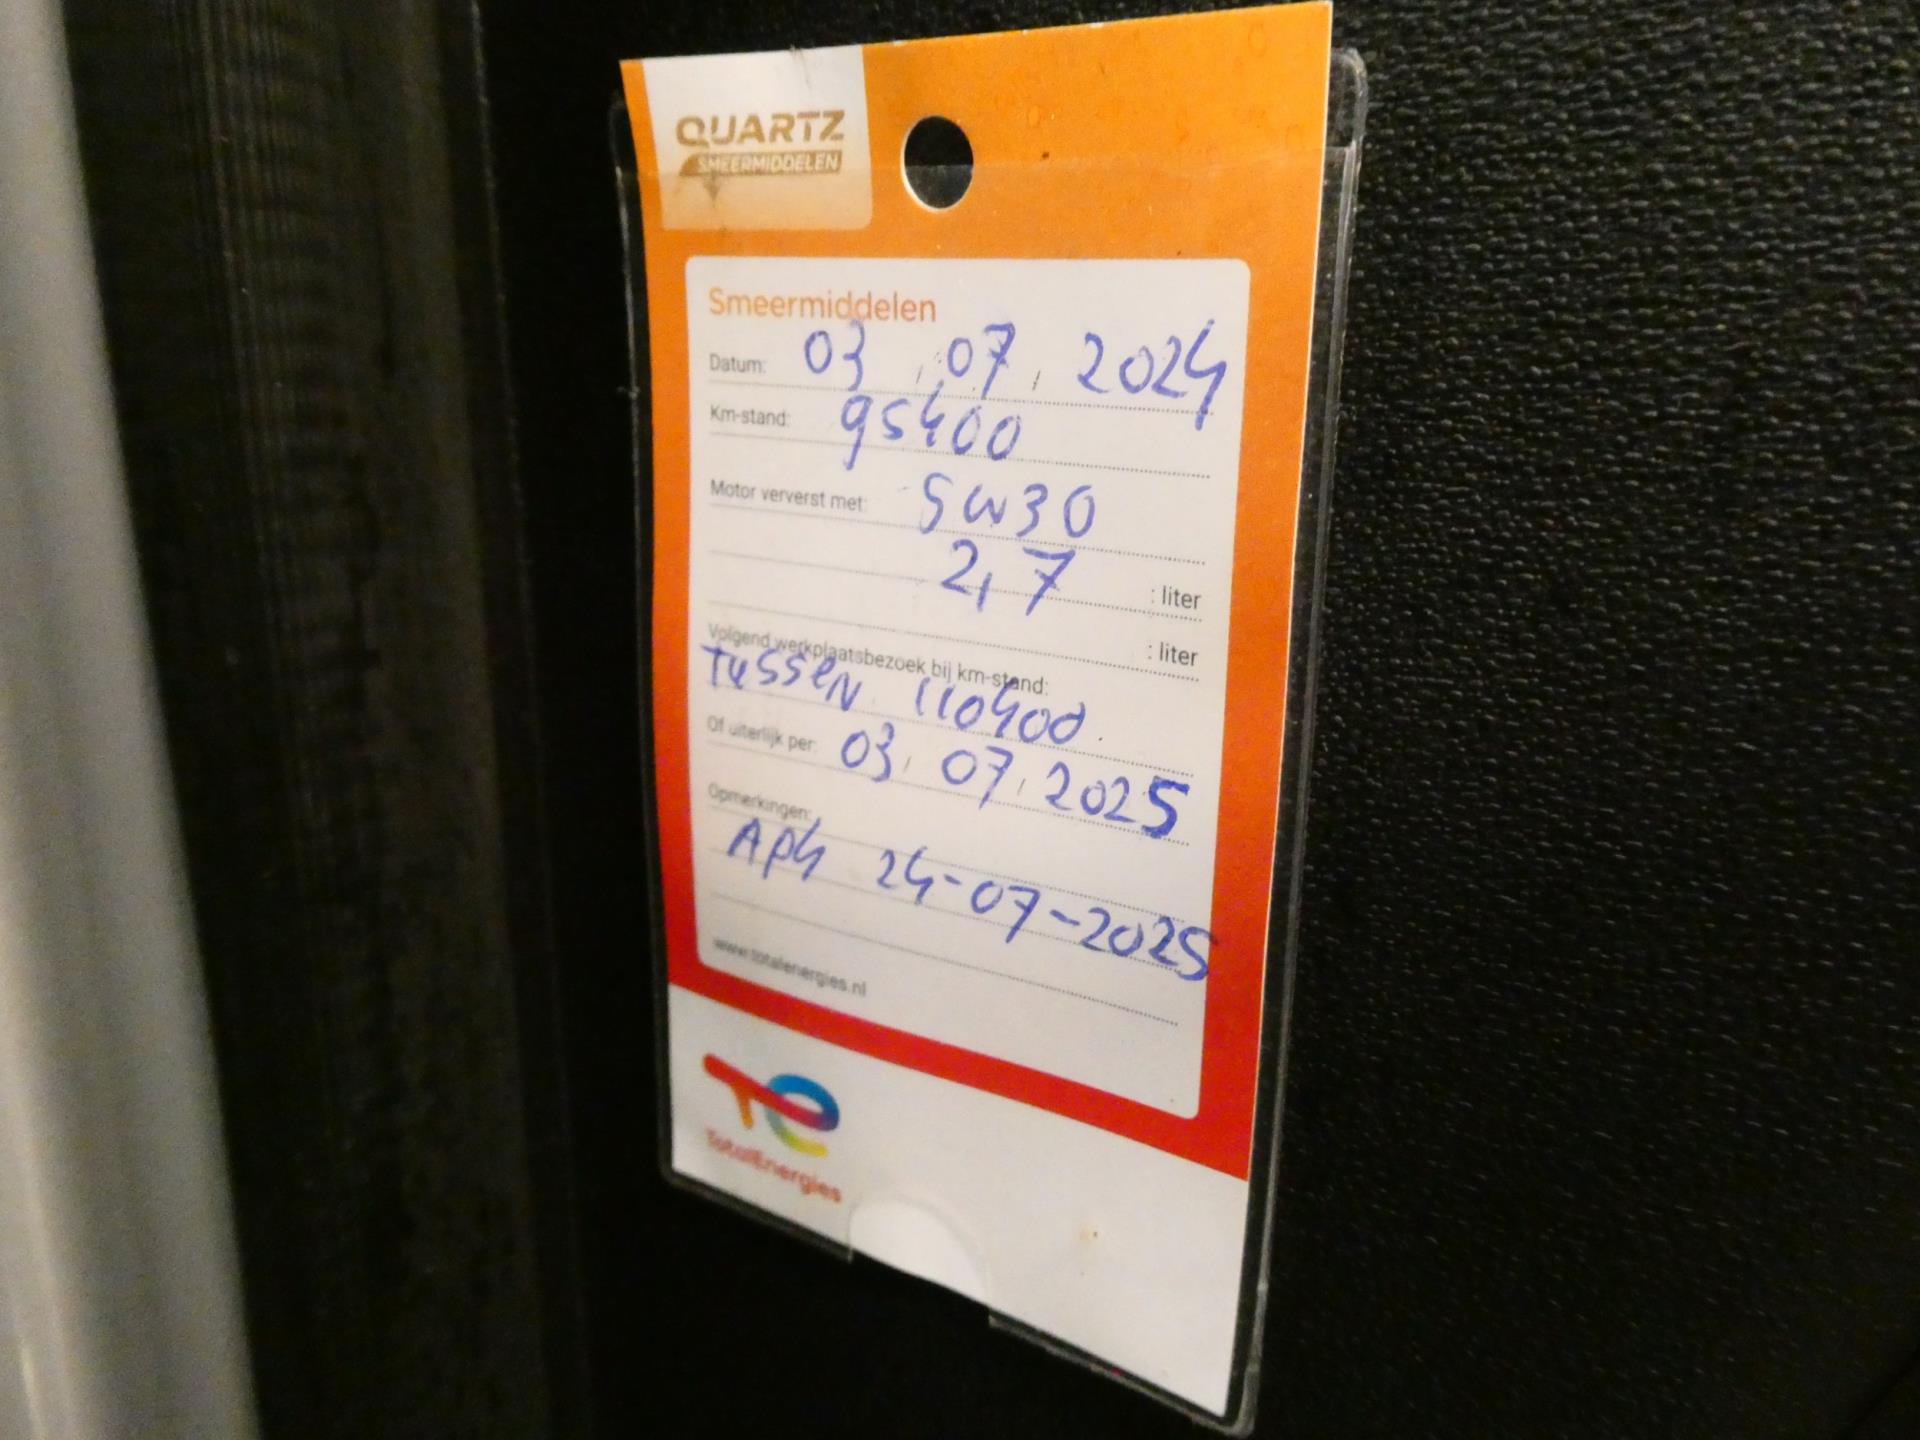 QUARTZ
SMEERMIDDELEN
Smeermiddelen
Datum: 03, 07, 2024
Km-stand: 95400
Motor ververst met: 5W30
2,7 : liter
: liter
Volgend werkplaatsbezoek bij km-stand:
Tussen 110400.
Of uiterlijk per: 03, 07, 2025
Opmerkingen:
APK 24-07-2025
www.totalenergies.nl
TotalEnergies